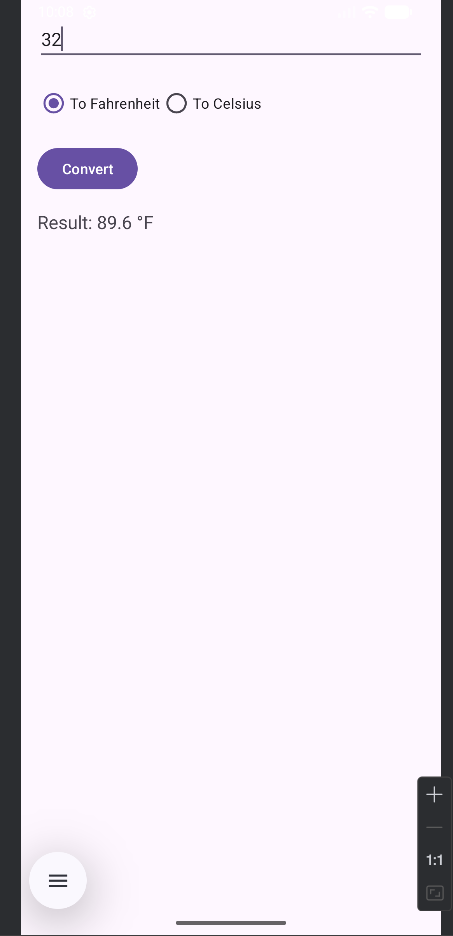 32
To Fahrenheit To Celsius
Convert
Result: 89.6 °F
1:1